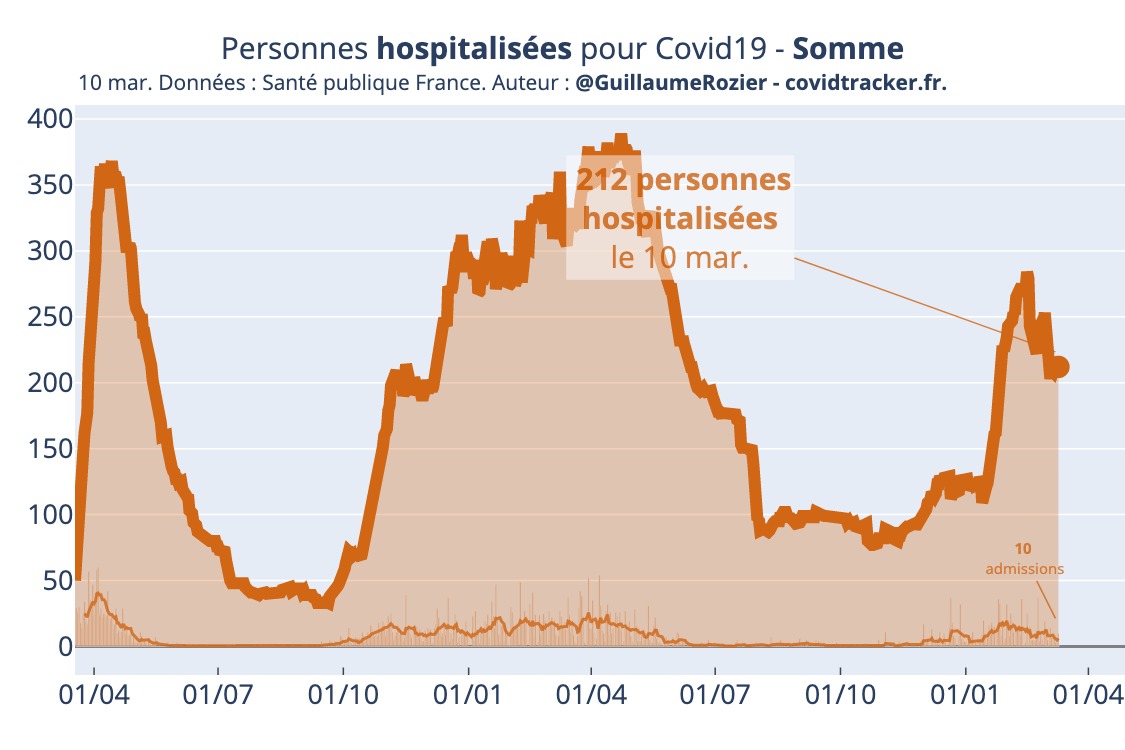 Personnes hospitalisées pour Covid19 - Somme
10 mar. Données : Santé publique France. Auteur : @GuillaumeRozier - covidtracker.fr.
400
350
300
250
200
150
100
50
0
212 personnes
hospitalisées
le 10 mar.
10
admissions
01/04 01/07 01/10 01/01 01/04 01/07 01/10 01/01 01/04